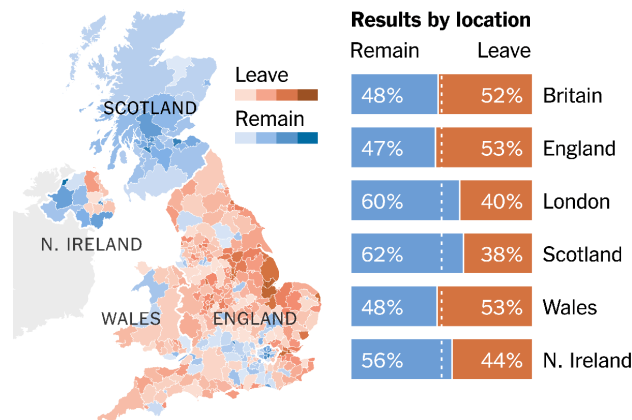 Results by location
Remain Leave
48% 52% Britain
47% 53% England
60% 40% London
62% 38% Scotland
48% 53% Wales
56% 44% N. Ireland
Leave
Remain
SCOTLAND
N. IRELAND
WALES
ENGLAND